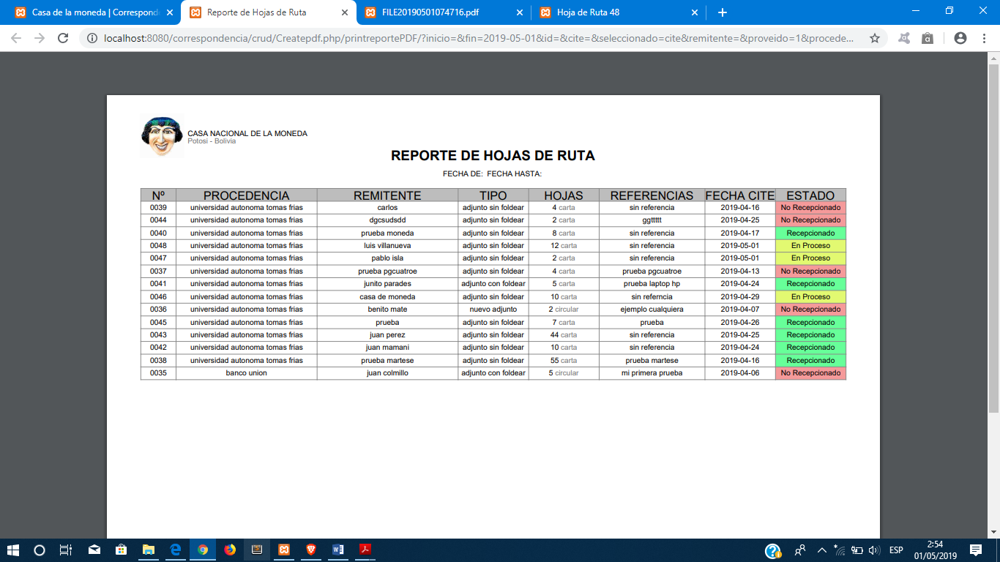 Casa de la moneda | Correspond
Reporte de Hojas de Ruta
FILE20190501074716.pdf
Hoja de Ruta 48
localhost:8080/correspondencia/crud/Createpdf.php/printreportePDF/?inicio=&fin=2019-05-01&id=&cite=&seleccionado=cite&remitente=&proveido=1&procede...
CASA NACIONAL DE LA MONEDA
Potosi - Bolivia
REPORTE DE HOJAS DE RUTA
FECHA DE: FECHA HASTA:
Nº PROCEDENCIA REMITENTE TIPO HOJAS REFERENCIAS FECHA CITE ESTADO
0039 universidad autonoma tomas frias carlos adjunto sin foldear 4 carta sin referencia 2019-04-16 No Recepcionado
0044 universidad autonoma tomas frias dgcsudsdd adjunto sin foldear 2 carta ggttttt 2019-04-25 No Recepcionado
0040 universidad autonoma tomas frias prueba moneda adjunto sin foldear 8 carta sin referencia 2019-04-17 Recepcionado
0048 universidad autonoma tomas frias luis villanueva adjunto sin foldear 12 carta sin referencia 2019-05-01 En Proceso
0047 universidad autonoma tomas frias pablo isla adjunto sin foldear 2 carta sin referencia 2019-05-01 En Proceso
0037 universidad autonoma tomas frias prueba pgcuatroe adjunto sin foldear 4 carta prueba pgcuatroe 2019-04-13 No Recepcionado
0041 universidad autonoma tomas frias junito parades adjunto con foldear 5 carta prueba laptop hp 2019-04-24 Recepcionado
0046 universidad autonoma tomas frias casa de moneda adjunto sin foldear 10 carta sin referncia 2019-04-29 En Proceso
0036 universidad autonoma tomas frias benito mate nuevo adjunto 2 circular ejemplo cualquiera 2019-04-07 No Recepcionado
0045 universidad autonoma tomas frias prueba adjunto sin foldear 7 carta prueba 2019-04-26 Recepcionado
0043 universidad autonoma tomas frias juan perez adjunto sin foldear 44 carta sin referencia 2019-04-25 Recepcionado
0042 universidad autonoma tomas frias juan mamani adjunto sin foldear 10 carta sin referencia 2019-04-24 Recepcionado
0038 universidad autonoma tomas frias prueba martese adjunto sin foldear 55 carta prueba martese 2019-04-16 Recepcionado
0035 banco union juan colmillo adjunto con foldear 5 circular mi primera prueba 2019-04-06 No Recepcionado
ESP
2:54
01/05/2019